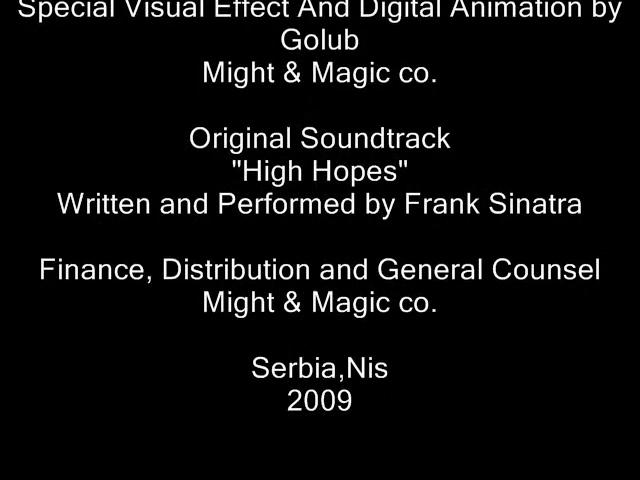 Special Visual Effect And Digital Animation by
Golub
Might & Magic co.
Original Soundtrack
"High Hopes"
Written and Performed by Frank Sinatra
Finance, Distribution and General Counsel
Might & Magic co.
Serbia,Nis
2009